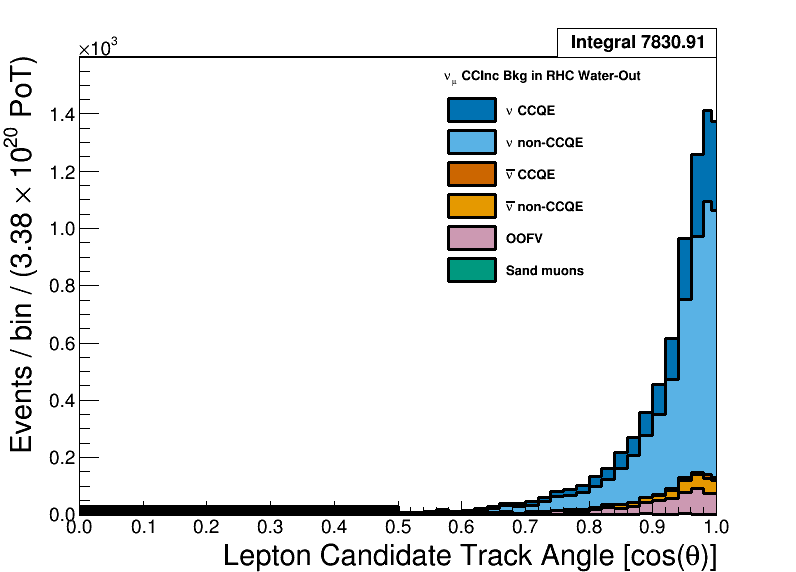 Integral 7830.91
×10³
ν_μ CCInc Bkg in RHC Water-Out
ν CCQE
ν non-CCQE
ν̅ CCQE
ν̅ non-CCQE
OOFV
Sand muons
Events / bin / (3.38 × 10²⁰ PoT)
1.4
1.2
1.0
0.8
0.6
0.4
0.2
0.0
0.0 0.1 0.2 0.3 0.4 0.5 0.6 0.7 0.8 0.9 1.0
Lepton Candidate Track Angle [cos(θ)]